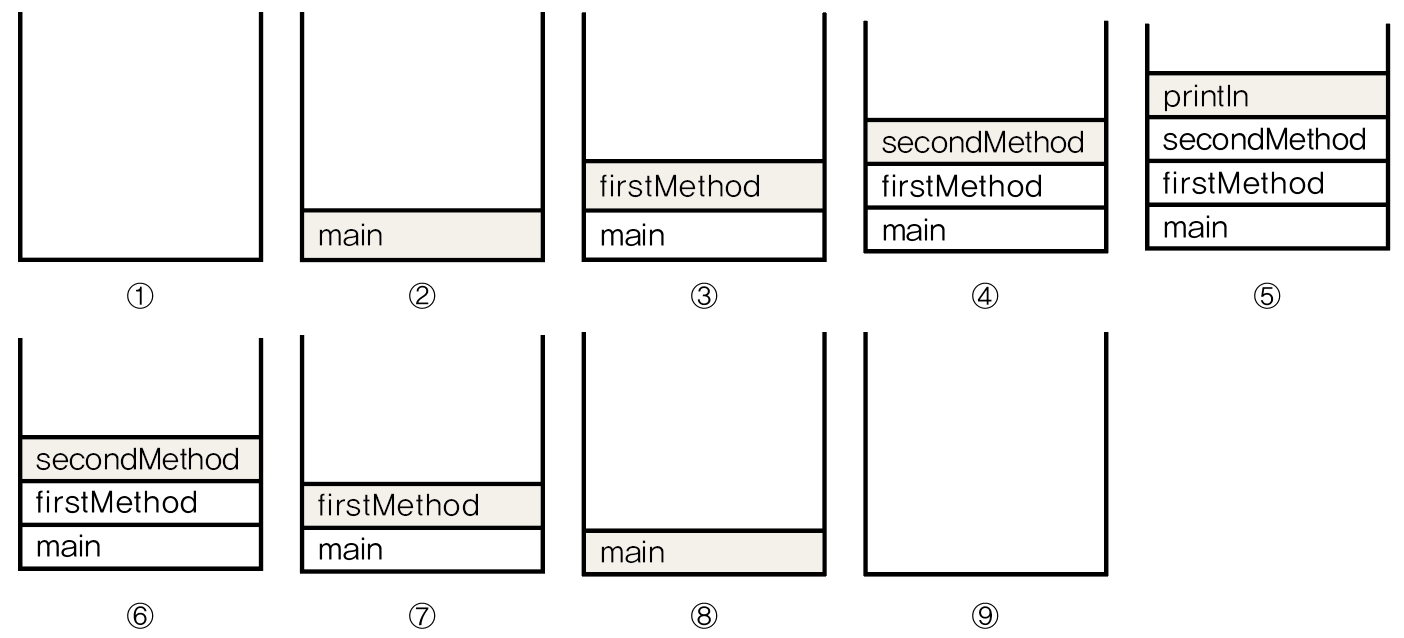 main
①
②
firstMethod
main
③
secondMethod
firstMethod
main
④
println
secondMethod
firstMethod
main
⑤
secondMethod
firstMethod
main
⑥
firstMethod
main
⑦
main
⑧
⑨